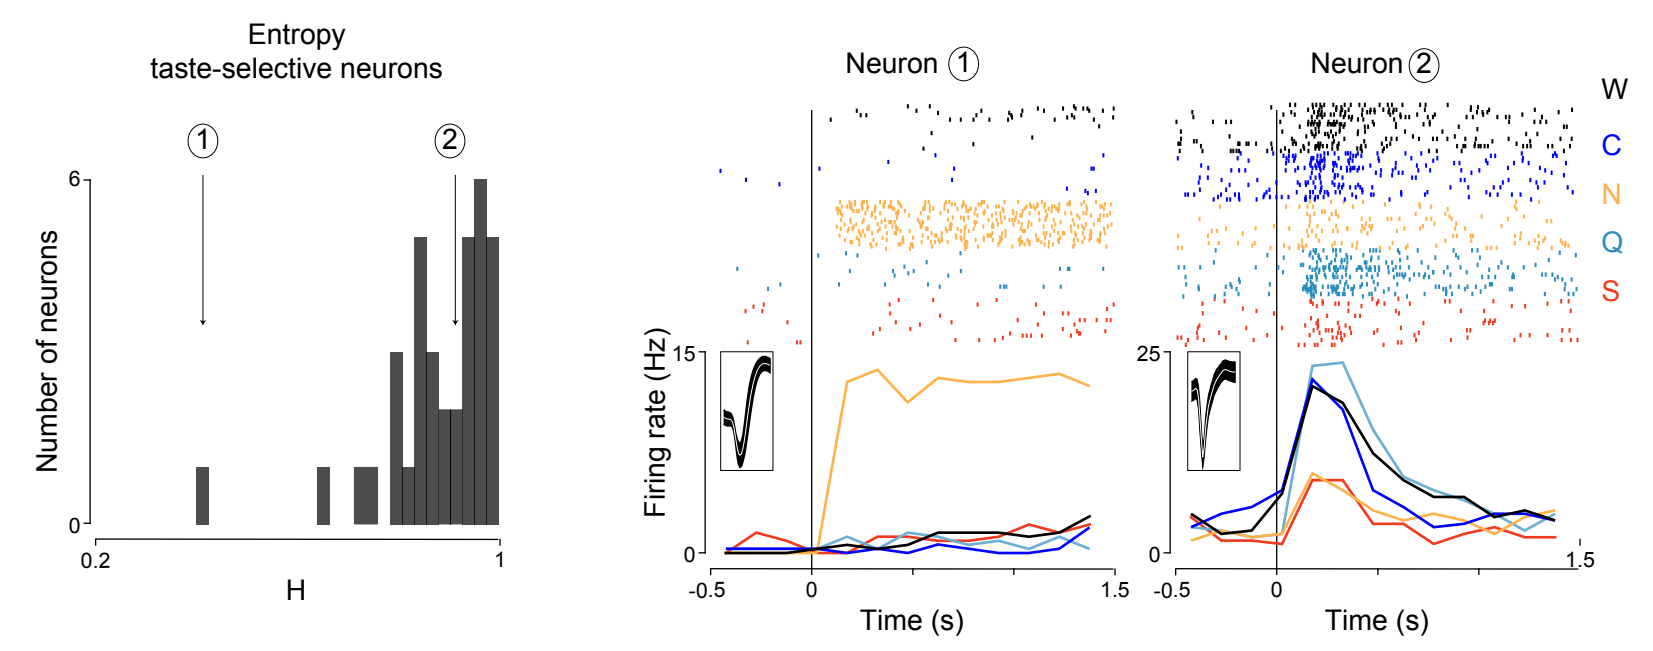 Entropy
taste-selective neurons
1
2
6
0
Number of neurons
0.2
1
H
Neuron 1
Neuron 2
W
C
N
Q
S
15
0
Firing rate (Hz)
-0.5
0
1.5
Time (s)
25
0
-0.5
0
1.5
Time (s)